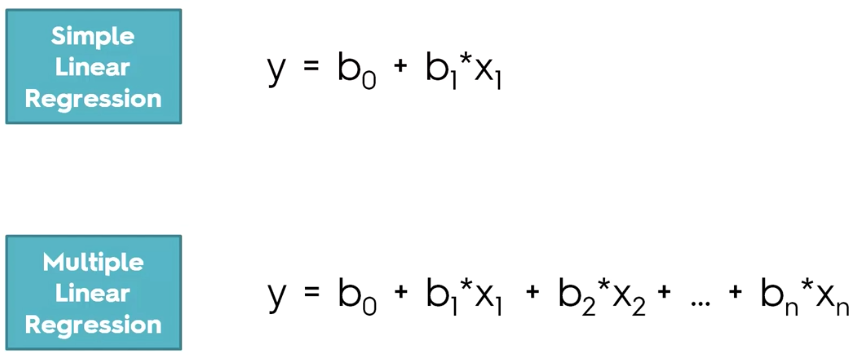 Simple
Linear
Regression
y = b₀ + b₁*x₁
Multiple
Linear
Regression
y = b₀ + b₁*x₁ + b₂*x₂ + ... + bₙ*xₙ